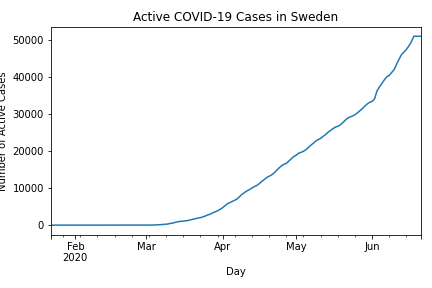 Active COVID-19 Cases in Sweden
50000
40000
30000
20000
10000
0
Number of Active Cases
Feb
2020
Mar
Apr
May
Jun
Day